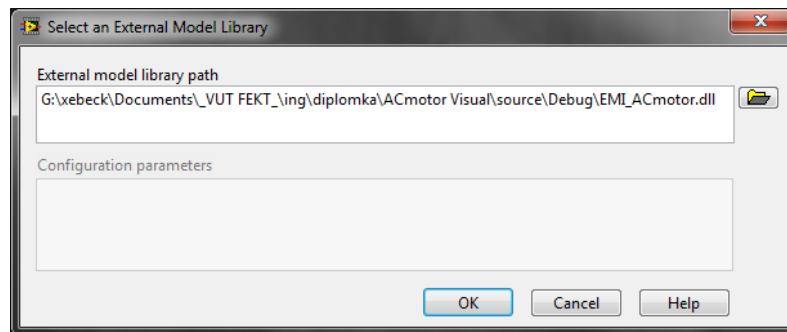 Select an External Model Library
External model library path
G:\xebeck\Documents\_VUT FEKT_\ing\diplomka\ACmotor Visual\source\Debug\EMI_ACmotor.dll
Configuration parameters
OK Cancel Help